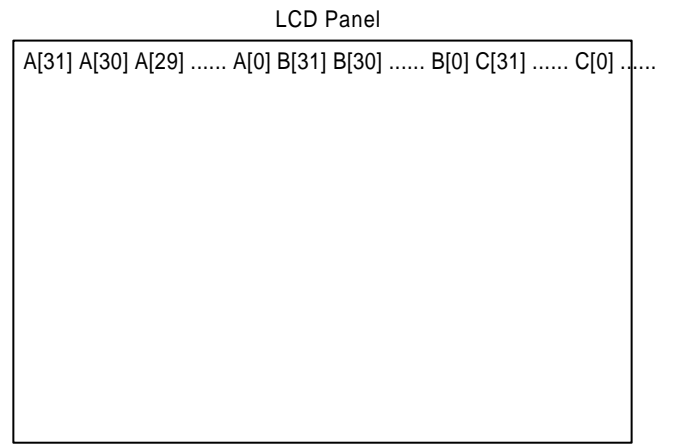 LCD Panel
A[31] A[30] A[29] ...... A[0] B[31] B[30] ...... B[0] C[31] ...... C[0] ......